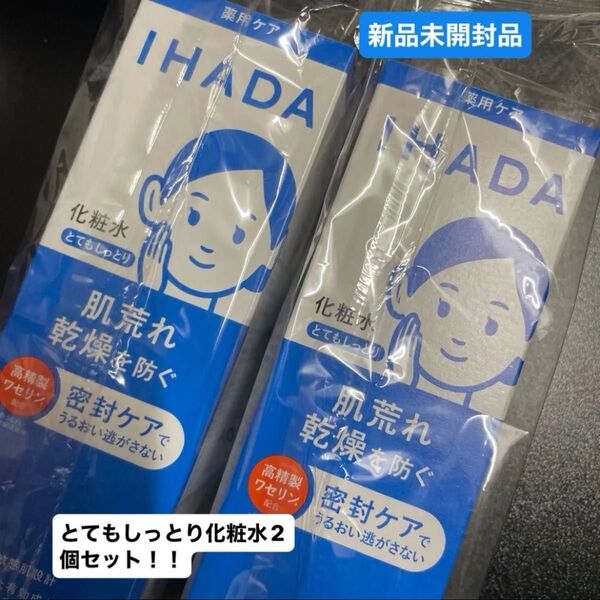 新品未開封品
薬用ケア
IHADA
化粧水
とてもしっとり
肌荒れ
乾燥を防ぐ
高精製
ワセリン
配合
密封ケアで
うるおい逃がさない
薬用ケア
IHADA
化粧水
とてもしっとり
肌荒れ
乾燥を防ぐ
高精製
ワセリン
配合
密封ケアで
うるおい逃がさない
とてもしっとり化粧水2
個セット！！